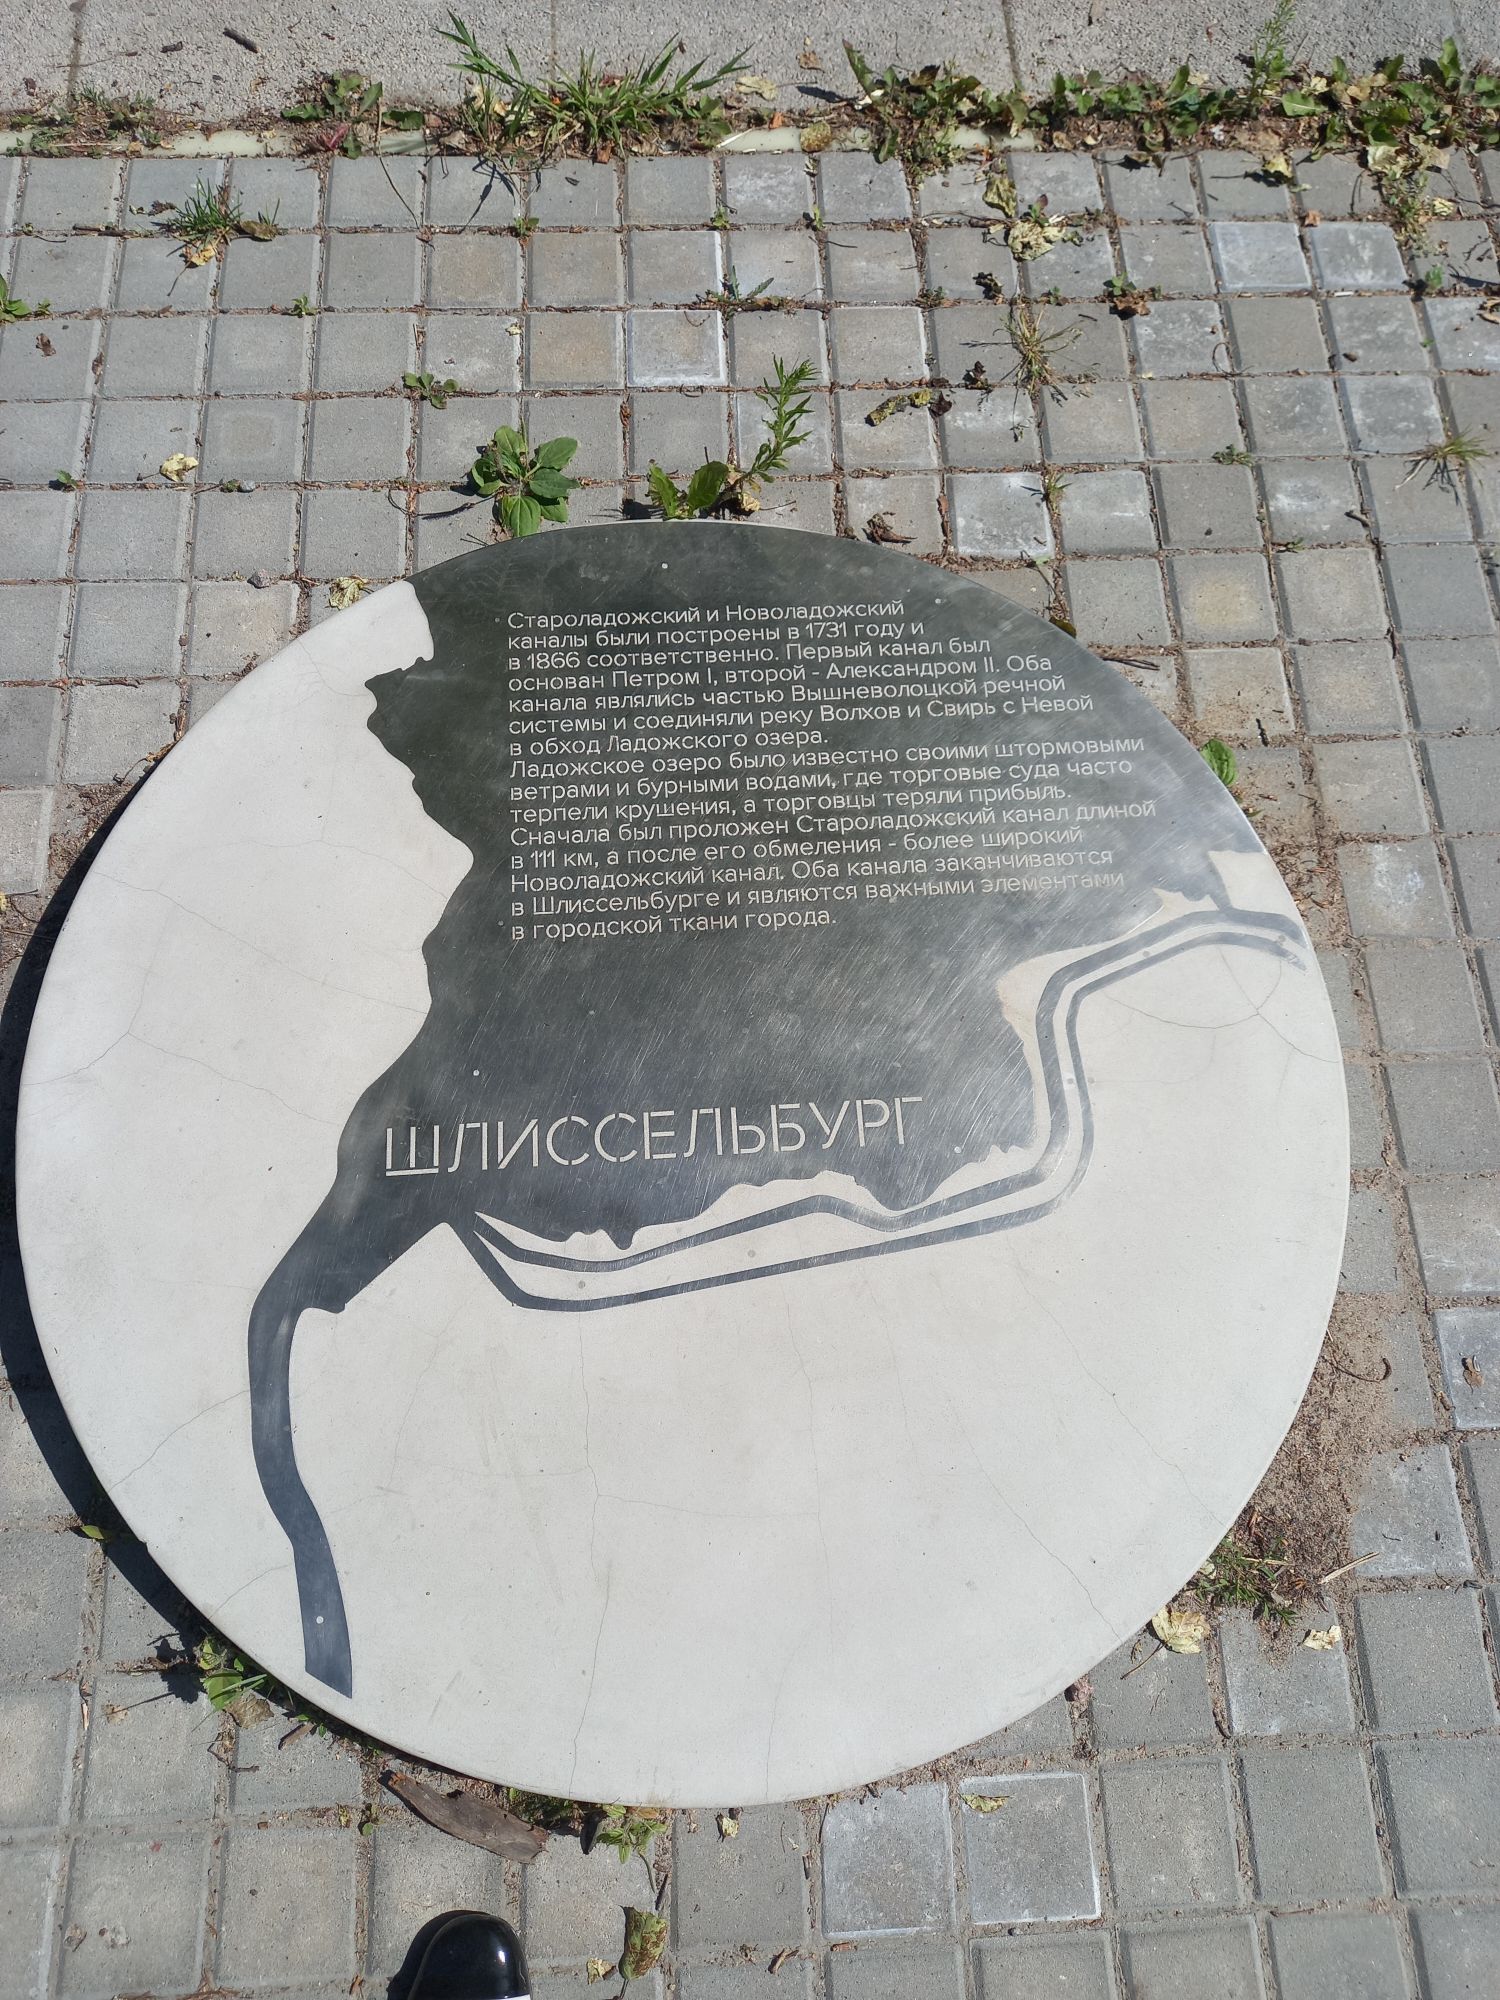 Староладожский и Новоладожский
каналы были построены в 1731 году и
в 1866 соответственно. Первый канал был
основан Петром I, второй - Александром II. Оба
канала являлись частью Вышневолоцкой речной
системы и соединяли реку Волхов и Свирь с Невой
в обход Ладожского озера.
Ладожское озеро было известно своими штормовыми
ветрами и бурными водами, где торговые суда часто
терпели крушения, а торговцы теряли прибыль.
Сначала был проложен Староладожский канал длиной
в 111 км, а после его обмеления - более широкий
Новоладожский канал. Оба канала заканчиваются
в Шлиссельбурге и являются важными элементами
в городской ткани города.
ШЛИССЕЛЬБУРГ